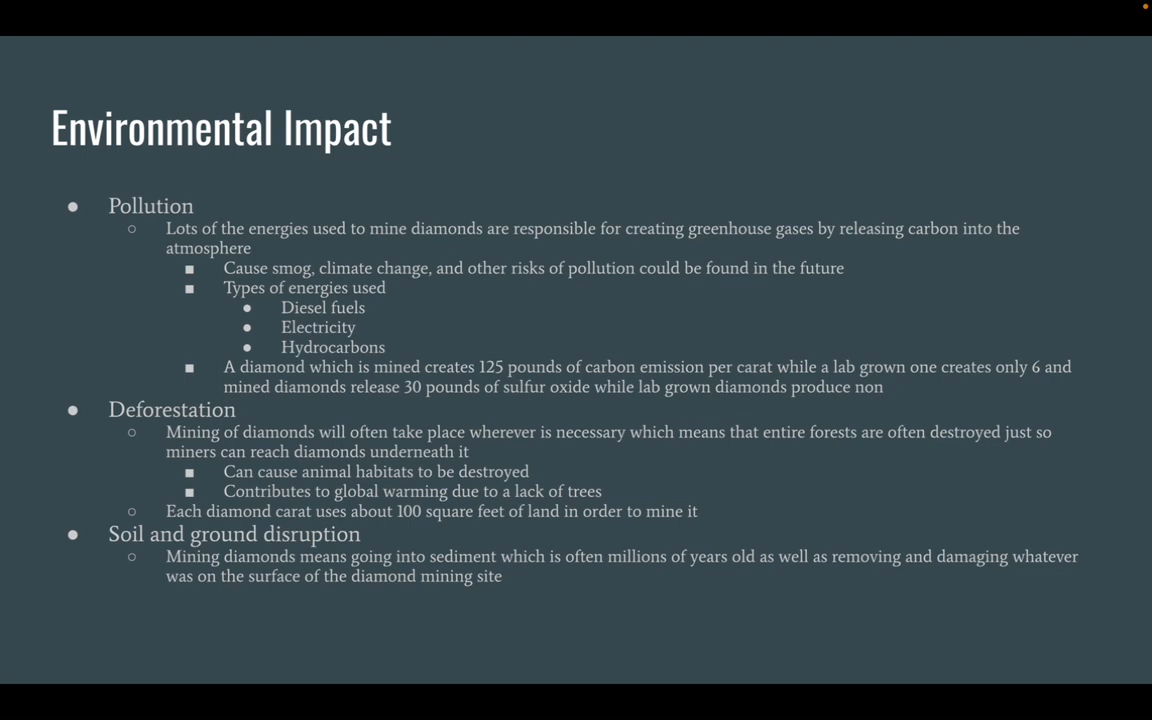 Environmental Impact
● Pollution
○ Lots of the energies used to mine diamonds are responsible for creating greenhouse gases by releasing carbon into the
atmosphere
■ Cause smog, climate change, and other risks of pollution could be found in the future
■ Types of energies used
● Diesel fuels
● Electricity
● Hydrocarbons
■ A diamond which is mined creates 125 pounds of carbon emission per carat while a lab grown one creates only 6 and
mined diamonds release 30 pounds of sulfur oxide while lab grown diamonds produce non
● Deforestation
○ Mining of diamonds will often take place wherever is necessary which means that entire forests are often destroyed just so
miners can reach diamonds underneath it
■ Can cause animal habitats to be destroyed
■ Contributes to global warming due to a lack of trees
○ Each diamond carat uses about 100 square feet of land in order to mine it
● Soil and ground disruption
○ Mining diamonds means going into sediment which is often millions of years old as well as removing and damaging whatever
was on the surface of the diamond mining site